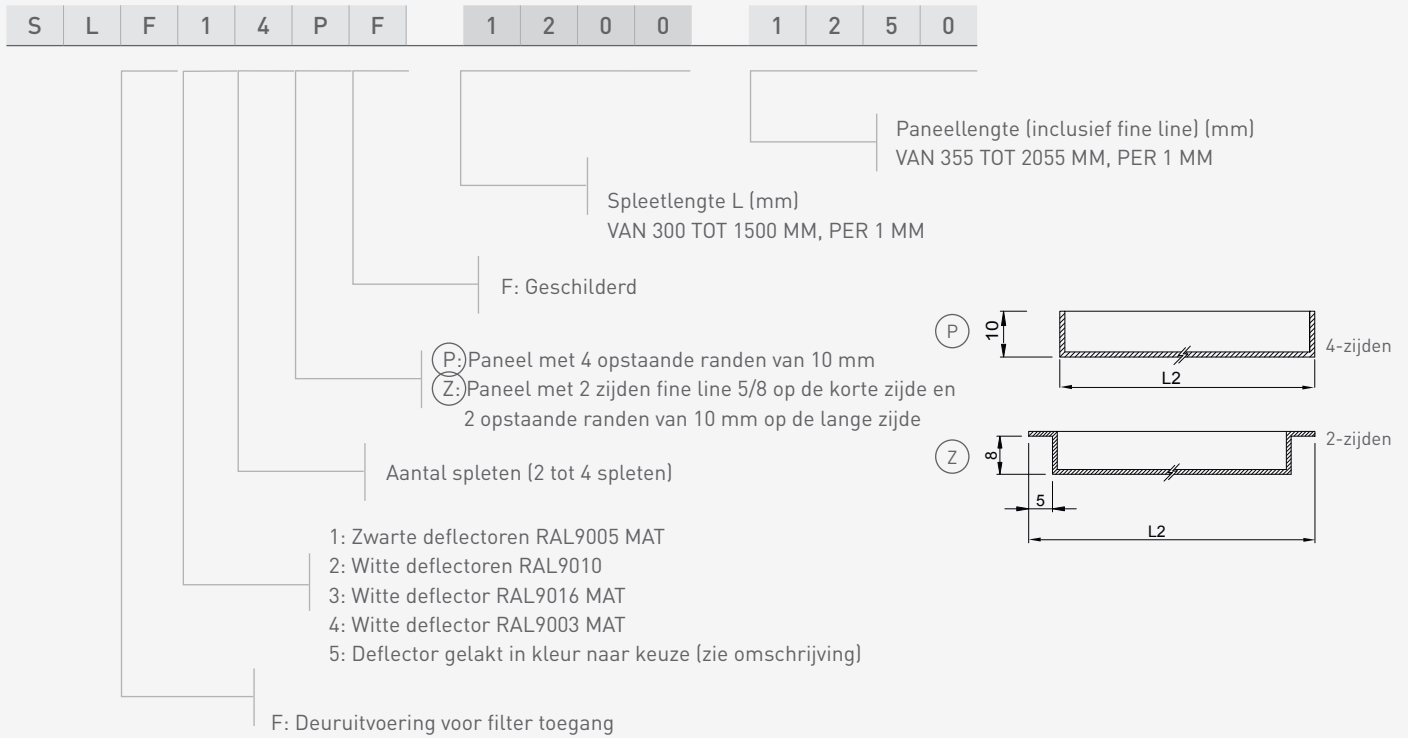 S L F 1 4 P F 1 2 0 0 1 2 5 0
Paneellengte (inclusief fine line) (mm)
VAN 355 TOT 2055 MM, PER 1 MM
Spleetlengte L (mm)
VAN 300 TOT 1500 MM, PER 1 MM
F: Geschilderd
P: Paneel met 4 opstaande randen van 10 mm
Z: Paneel met 2 zijden fine line 5/8 op de korte zijde en
2 opstaande randen van 10 mm op de lange zijde
P
10
4-zijden
L2
Z
8
2-zijden
5
L2
Aantal spleten (2 tot 4 spleten)
1: Zwarte deflectoren RAL9005 MAT
2: Witte deflectoren RAL9010
3: Witte deflector RAL9016 MAT
4: Witte deflector RAL9003 MAT
5: Deflector gelakt in kleur naar keuze (zie omschrijving)
F: Deuruitvoering voor filter toegang